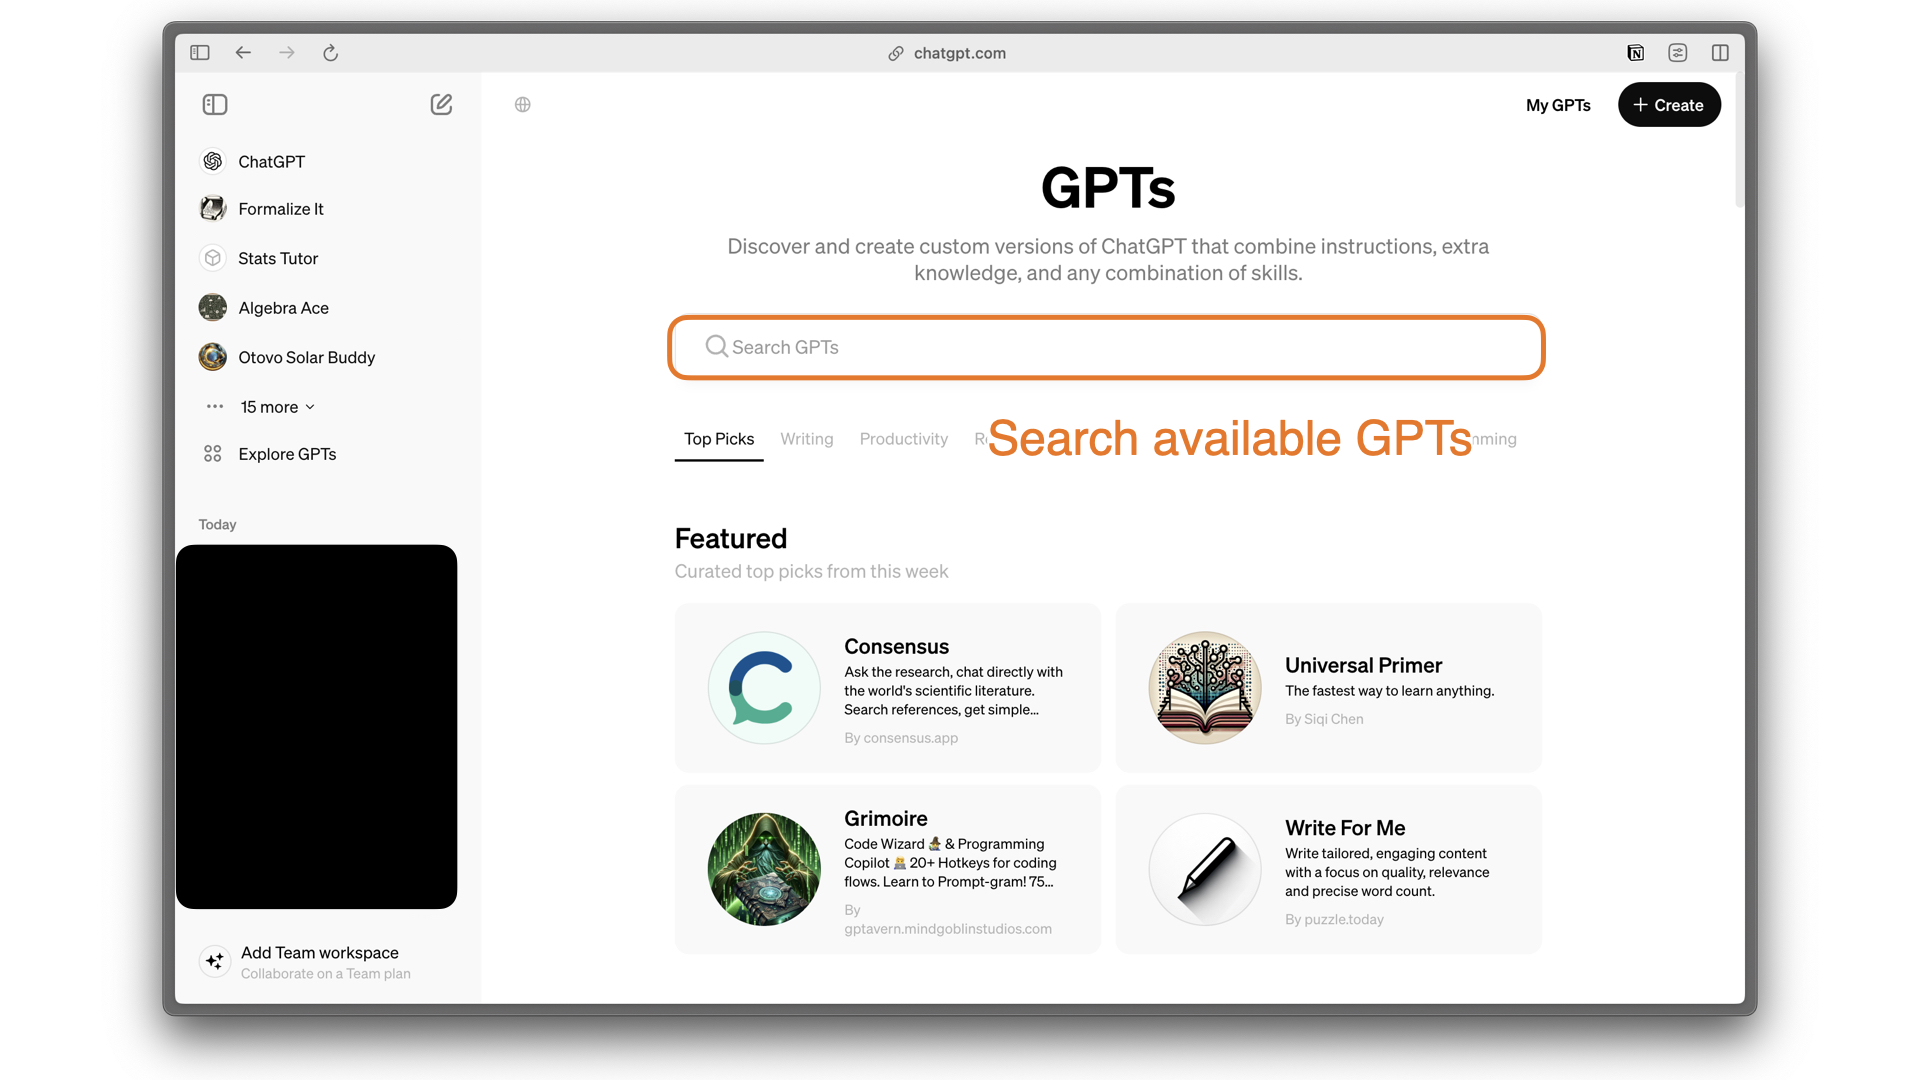 chatgpt.com
My GPTs
Create
ChatGPT
Formalize It
Stats Tutor
Algebra Ace
Otovo Solar Buddy
15 more
Explore GPTs
Today
Add Team workspace
Collaborate on a Team plan
GPTs
Discover and create custom versions of ChatGPT that combine instructions, extra
knowledge, and any combination of skills.
Search GPTs
Top Picks Writing Productivity
Search available GPTs
Featured
Curated top picks from this week
Consensus
Ask the research, chat directly with
the world's scientific literature.
Search references, get simple...
By consensus.app
Universal Primer
The fastest way to learn anything.
By Siqi Chen
Grimoire
Code Wizard 🧙 & Programming
Copilot 🧑‍💻 20+ Hotkeys for coding
flows. Learn to Prompt-gram! 75...
By
gptavern.mindgoblinstudios.com
Write For Me
Write tailored, engaging content
with a focus on quality, relevance
and precise word count.
By puzzle.today